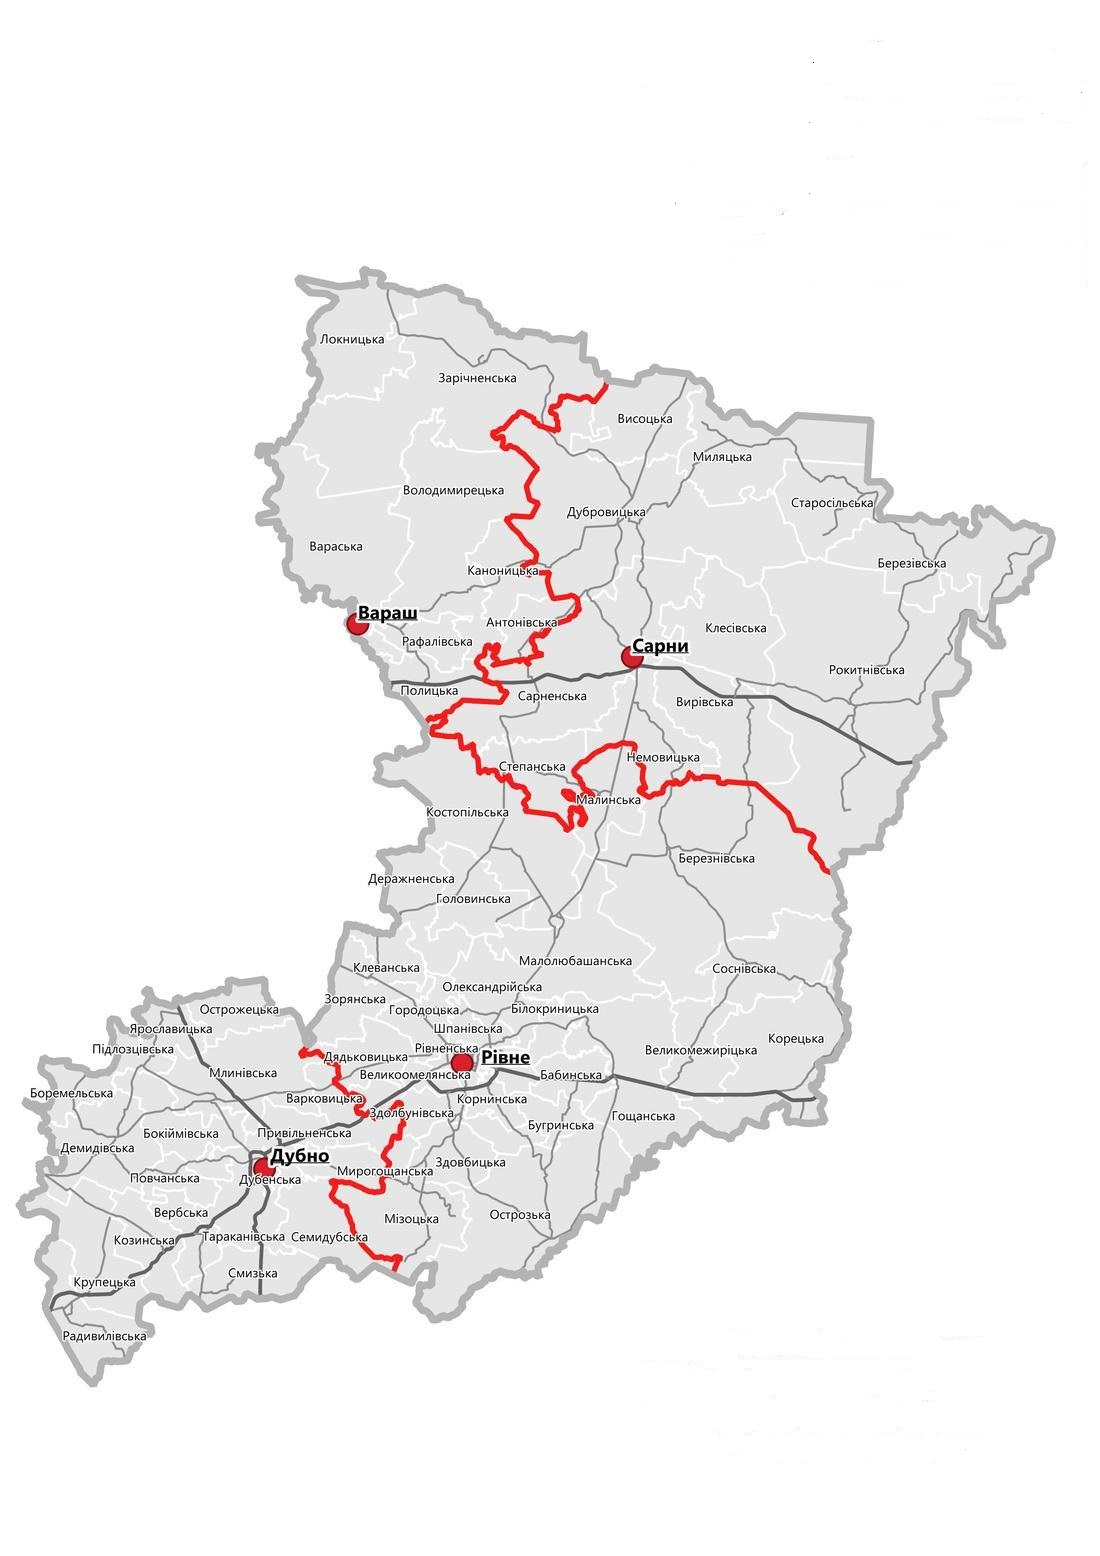 Локницька
Зарічненська
Висоцька
Миляцька
Володимирецька
Старосільська
Дубровицька
Вараська
Березівська
Каноницька
Вараш
Антонівська
Клесівська
Рафалівська
Сарни
Рокитнівська
Полицька
Сарненська
Вирівська
Немовицька
Степанська
Малинська
Костопільська
Березнівська
Деражненська
Головинська
Малолюбашанська
Клеванська
Соснівська
Олександрійська
Зорянська
Городоцька
Білокриницька
Острожецька
Шпанівська
Ярославицька
Корецька
Підлозцівська
Рівненська
Великомежиріцька
Дядьковицька
Рівне
Млинівська
Великоомелянська
Бабинська
Боремельська
Варковицька
Корнинська
Здолбунівська
Гощанська
Бугринська
Бокіймівська
Привільненська
Демидівська
Дубно
Здовбицька
Мирогощанська
Повчанська
Дубенська
Вербська
Мізоцька
Острозька
Козинська
Тараканівська
Семидубська
Смизька
Крупецька
Радивилівська